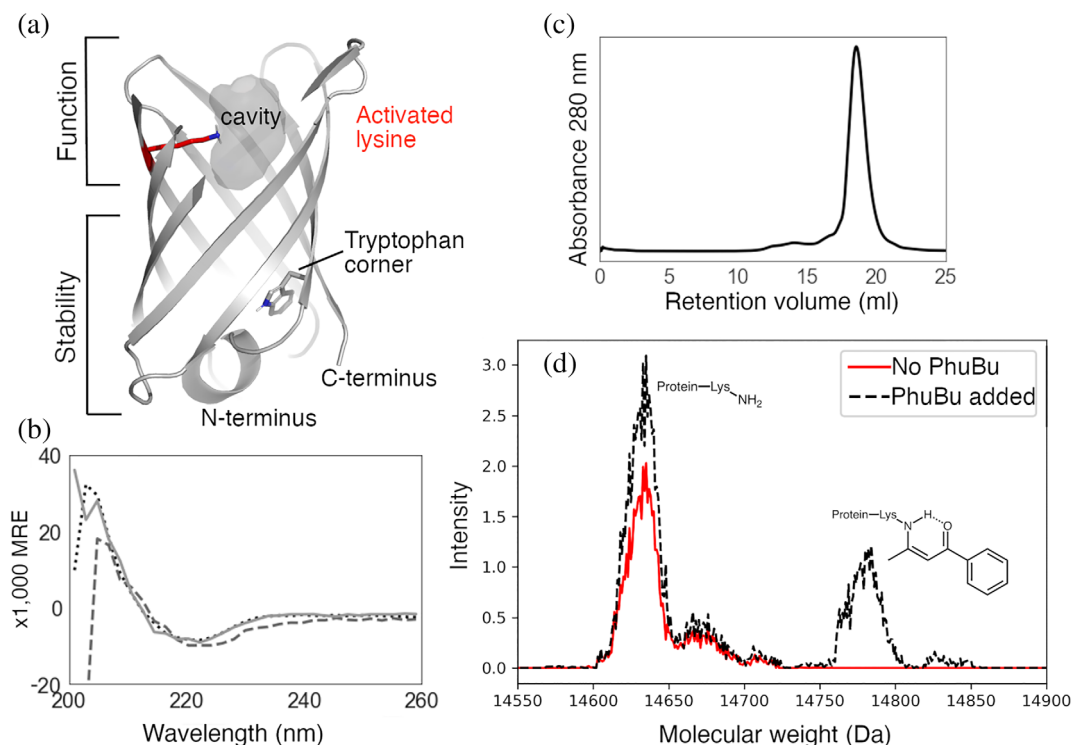 (a)
Function
cavity
Activated
lysine
Stability
Tryptophan
corner
C-terminus
N-terminus
(b)
x1,000 MRE
40
20
0
-20
200
220
240
260
Wavelength (nm)
(c)
Absorbance 280 nm
0
5
10
15
20
25
Retention volume (ml)
(d)
No PhuBu
PhuBu added
Intensity
3.0
2.5
2.0
1.5
1.0
0.5
0.0
Protein—Lys
NH2
Protein—Lys
N
H
O
14550
14600
14650
14700
14750
14800
14850
14900
Molecular weight (Da)